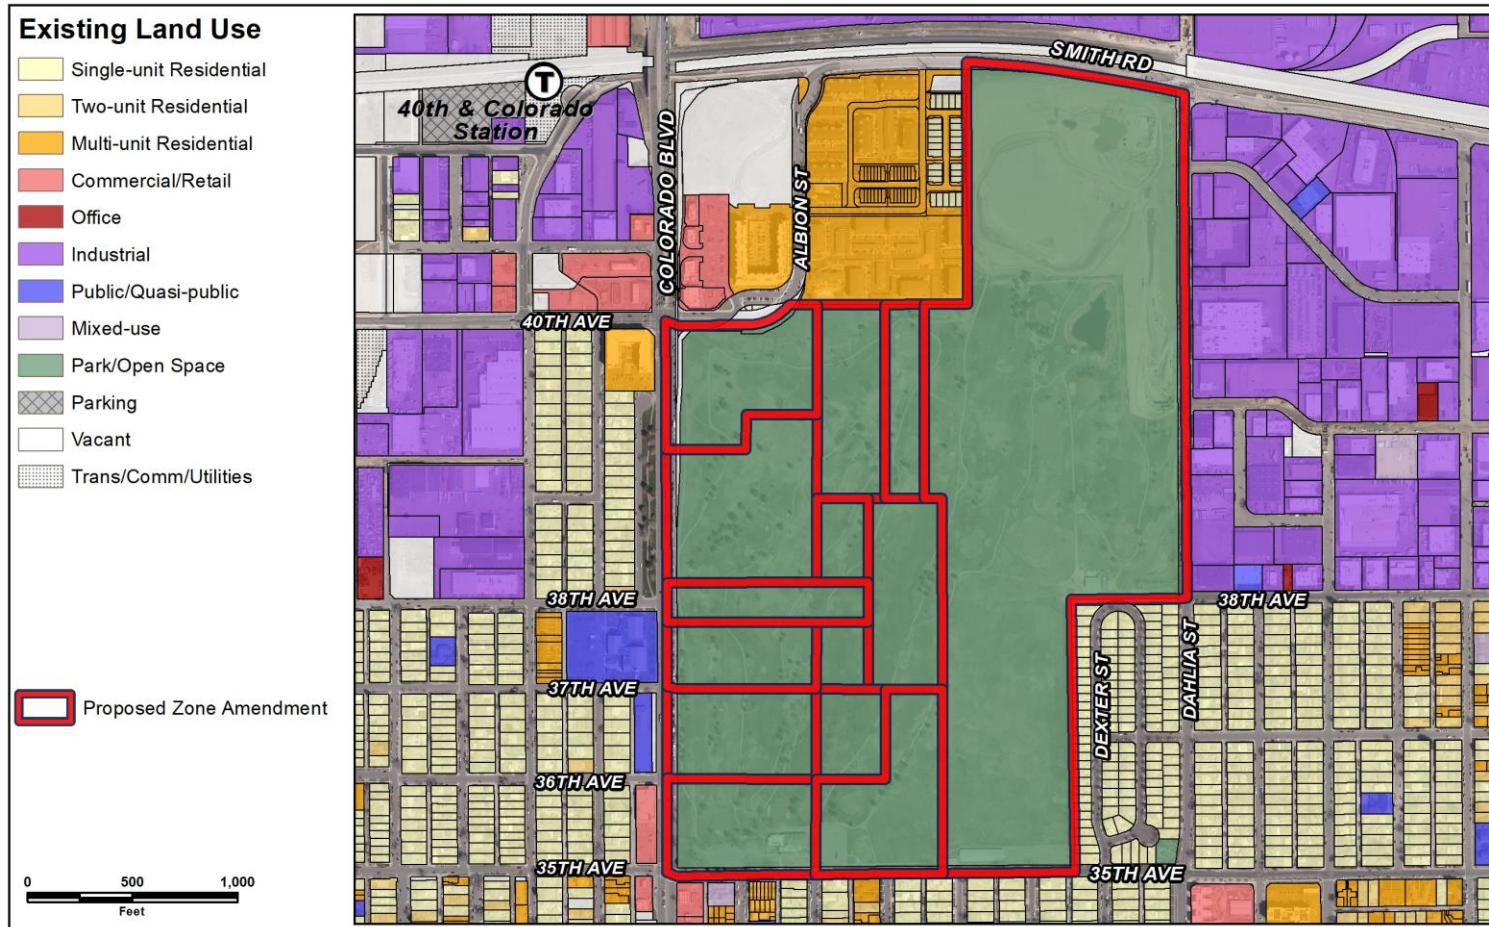 Existing Land Use
Single-unit Residential
Two-unit Residential
Multi-unit Residential
Commercial/Retail
Office
Industrial
Public/Quasi-public
Mixed-use
Park/Open Space
Parking
Vacant
Trans/Comm/Utilities
Proposed Zone Amendment
0 500 1,000
Feet
SMITH RD
T
40th & Colorado
Station
COLORADO BLVD
ALBION ST
40TH AVE
38TH AVE
38TH AVE
37TH AVE
DEXTER ST
DAHLIA ST
36TH AVE
35TH AVE
35TH AVE